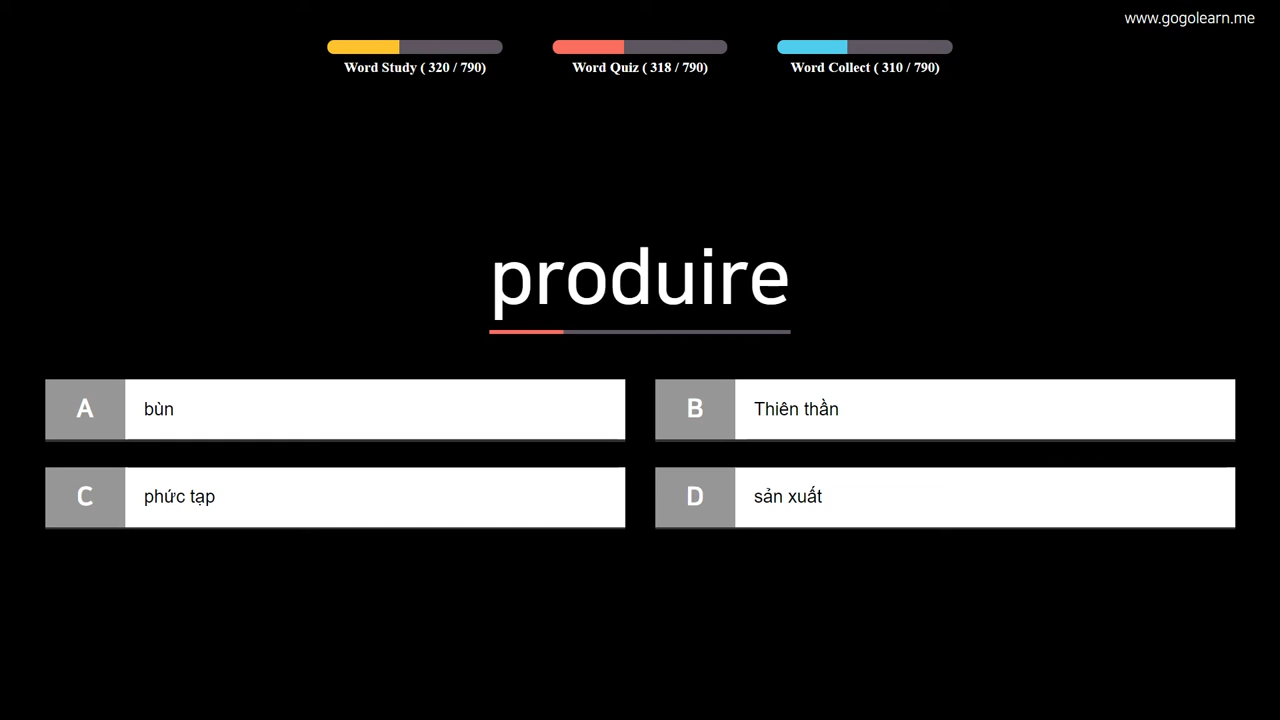 www.gogolearn.me
Word Study ( 320 / 790)
Word Quiz ( 318 / 790)
Word Collect ( 310 / 790)
produire
A bùn
B Thiên thần
C phức tạp
D sản xuất